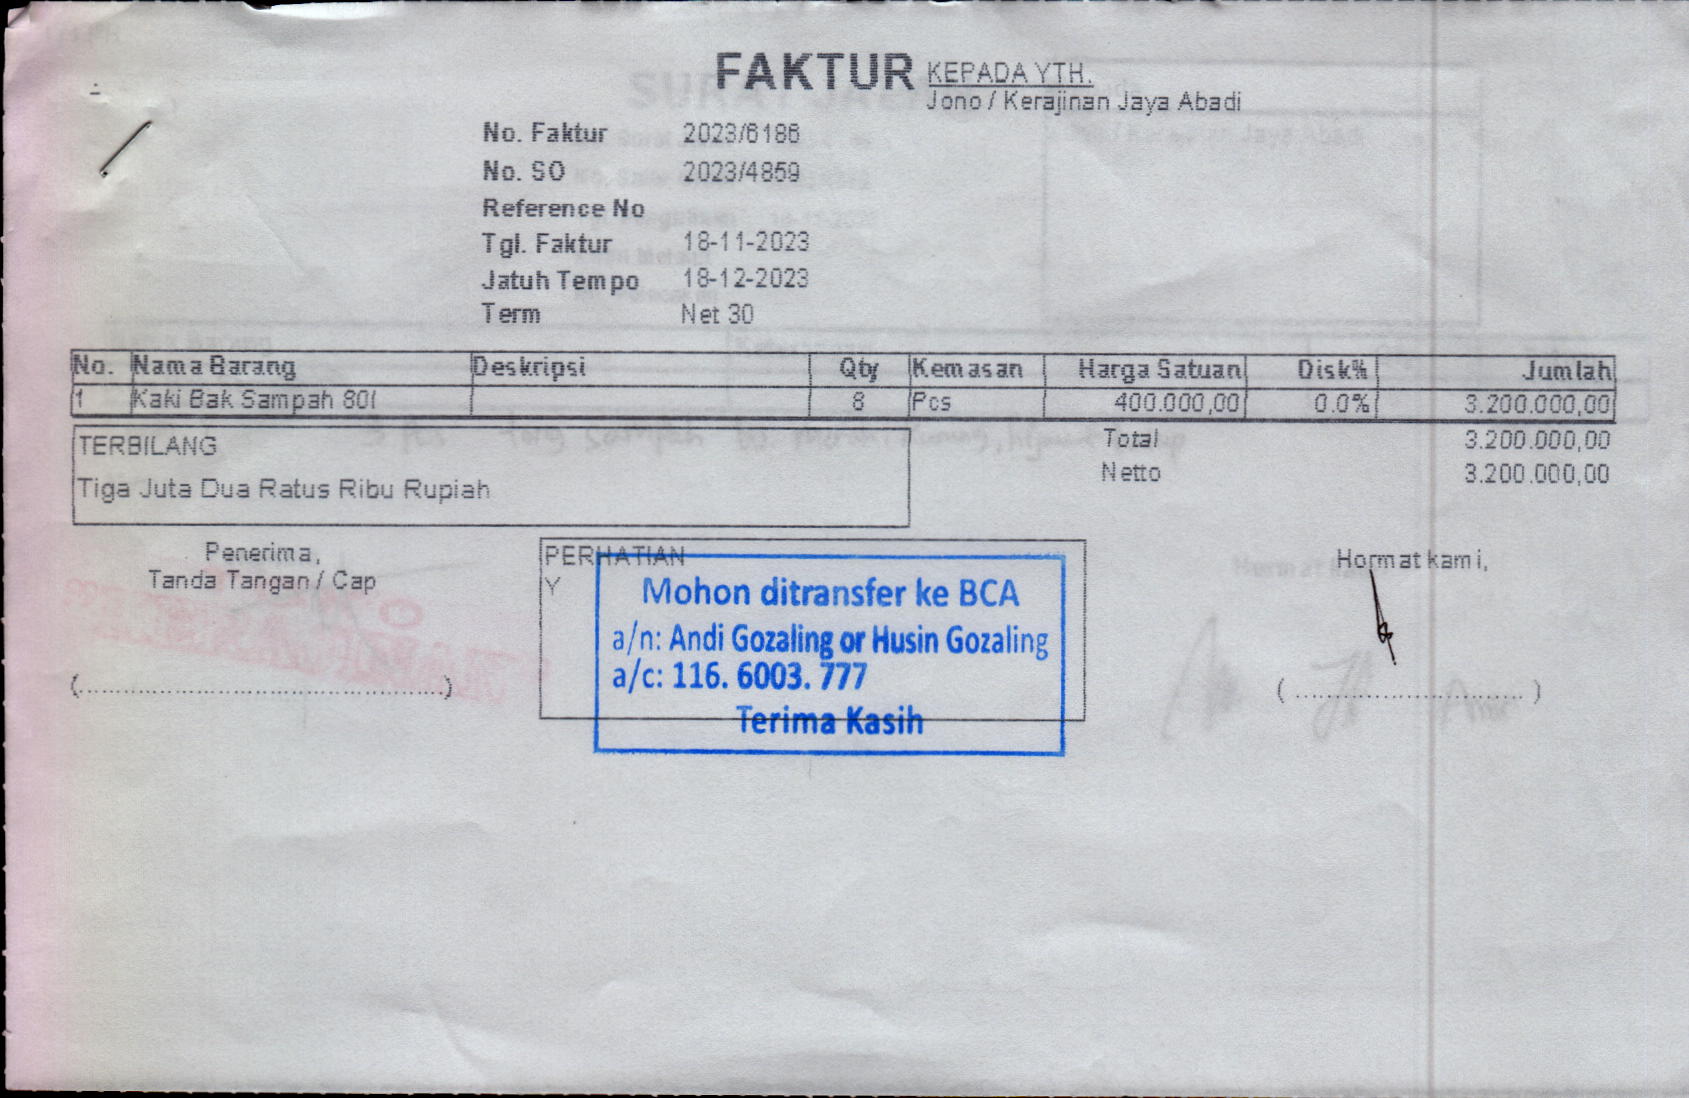 FAKTUR
KEPADA YTH.
Jono / Kerajinan Jaya Abadi
No. Faktur 2023/6186
No. SO 2023/4859
Reference No
Tgl. Faktur 18-11-2023
Jatuh Tempo 18-12-2023
Term Net 30
No. Nama Barang Deskripsi Qty Kemasan Harga Satuan Disk% Jumlah
1 Kaki Bak Sampah 80l 8 Pcs 400.000,00 0.0% 3.200.000,00
TERBILANG
Tiga Juta Dua Ratus Ribu Rupiah
Total 3.200.000,00
Netto 3.200.000,00
Penerima,
Tanda Tangan / Cap
(..........................................................)
PERHATIAN
Y
Mohon ditransfer ke BCA
a/n: Andi Gozaling or Husin Gozaling
a/c: 116. 6003. 777
Terima Kasih
Hormat kami,
( .................................... )